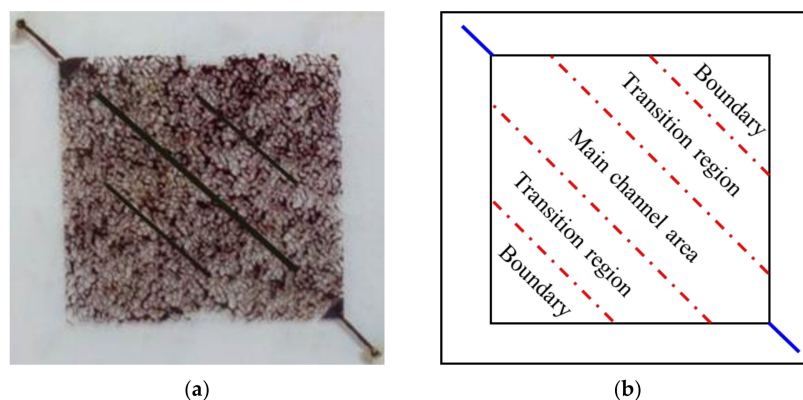 Boundary
Transition region
Main channel area
Transition region
Boundary
(a)
(b)